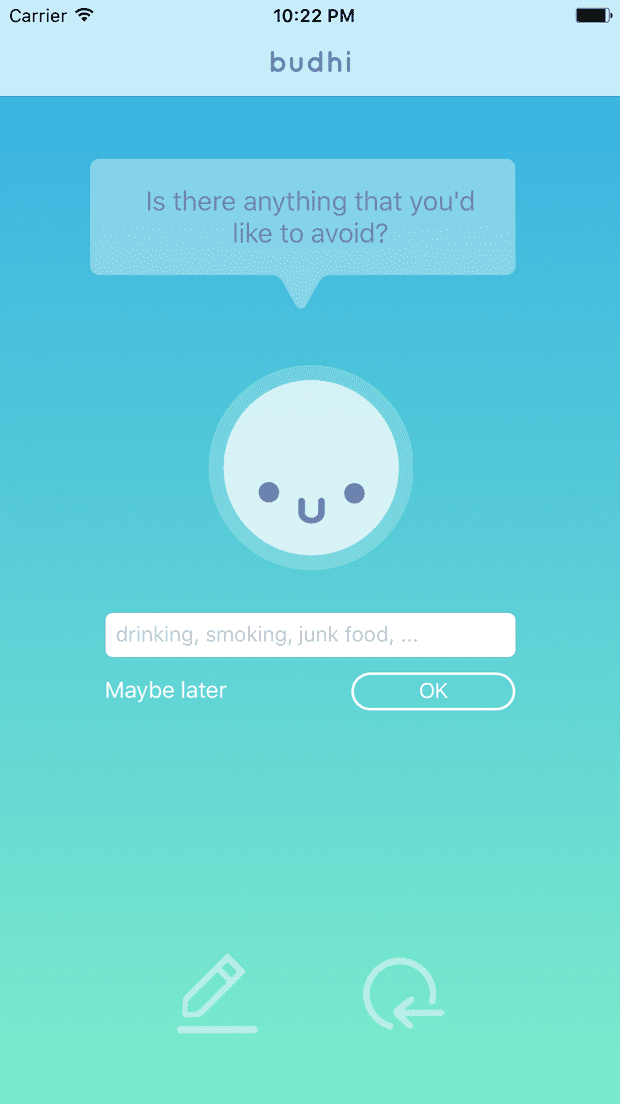 Carrier 10:22 PM
budhi
Is there anything that you'd
like to avoid?
drinking, smoking, junk food, ...
Maybe later OK